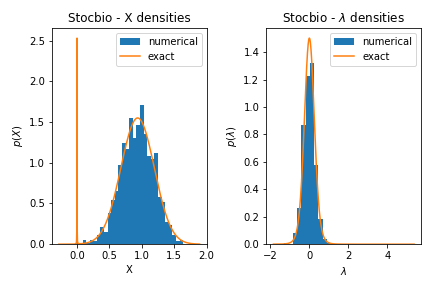 Stocbio - X densities
numerical
exact
p(X)
2.5
2.0
1.5
1.0
0.5
0.0
0.0 0.5 1.0 1.5 2.0
X
Stocbio - λ densities
numerical
exact
p(λ)
1.4
1.2
1.0
0.8
0.6
0.4
0.2
0.0
−2 0 2 4
λ